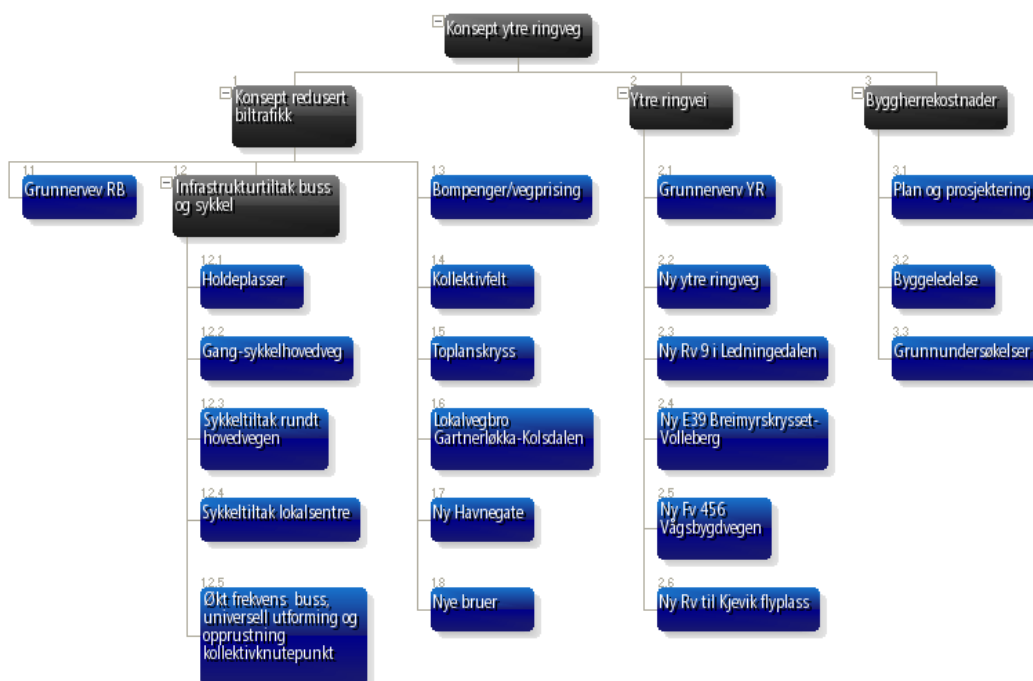 Konsept ytre ringveg
1
Konsept redusert
biltrafikk
2
Ytre ringvei
3
Byggherrekostnader
1.1
Grunnervev RB
1.2
Infrastrukturtiltak buss
og sykkel
1.2.1
Holdeplasser
1.2.2
Gang-sykkelhovedveg
1.2.3
Sykkeltiltak rundt
hovedvegen
1.2.4
Sykkeltiltak lokalsentre
1.2.5
Økt frekvens buss,
universell utforming og
opprustning
kollektivknutepunkt
1.3
Bompenger/vegprising
1.4
Kollektivfelt
1.5
Toplanskryss
1.6
Lokalvegbro
Gartnerløkka-Kolsdalen
1.7
Ny Havnegate
1.8
Nye bruer
2.1
Grunnerverv YR
2.2
Ny ytre ringveg
2.3
Ny Rv 9 i Ledningedalen
2.4
Ny E39 Breimyrskrysset-
Volleberg
2.5
Ny Fv 456
Vågsbygdvegen
2.6
Ny Rv til Kjevik flyplass
3.1
Plan og prosjektering
3.2
Byggeledelse
3.3
Grunnundersøkelser